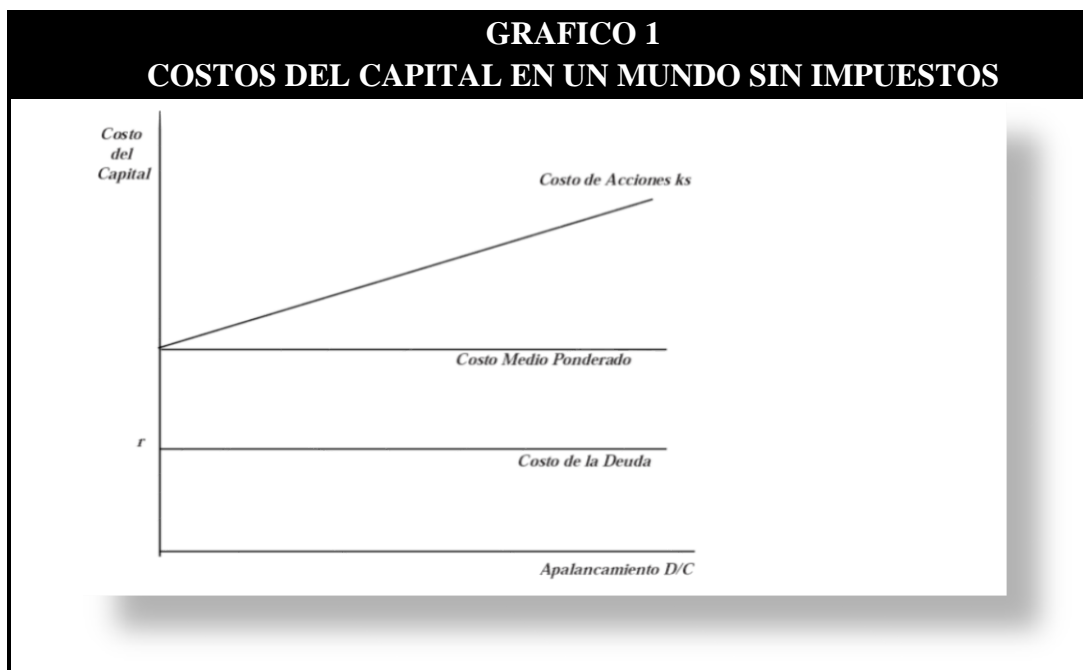 GRAFICO 1
COSTOS DEL CAPITAL EN UN MUNDO SIN IMPUESTOS
Costo
del
Capital
Costo de Acciones ks
Costo Medio Ponderado
r
Costo de la Deuda
Apalancamiento D/C